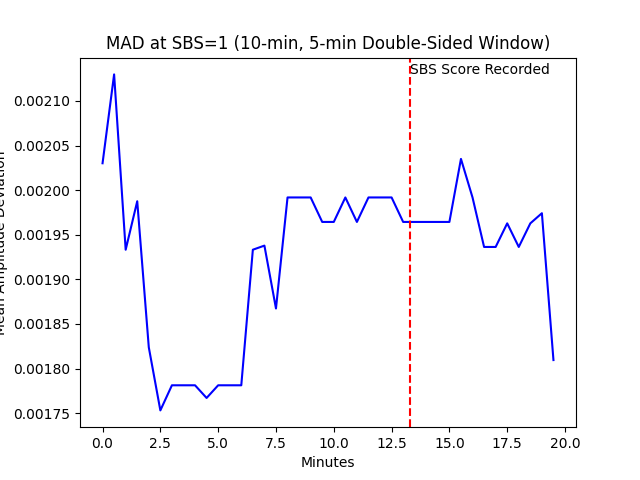 MAD at SBS=1 (10-min, 5-min Double-Sided Window)
SBS Score Recorded
0.00210
0.00205
0.00200
0.00195
0.00190
0.00185
0.00180
0.00175
Mean Amplitude Deviation
0.0 2.5 5.0 7.5 10.0 12.5 15.0 17.5 20.0
Minutes